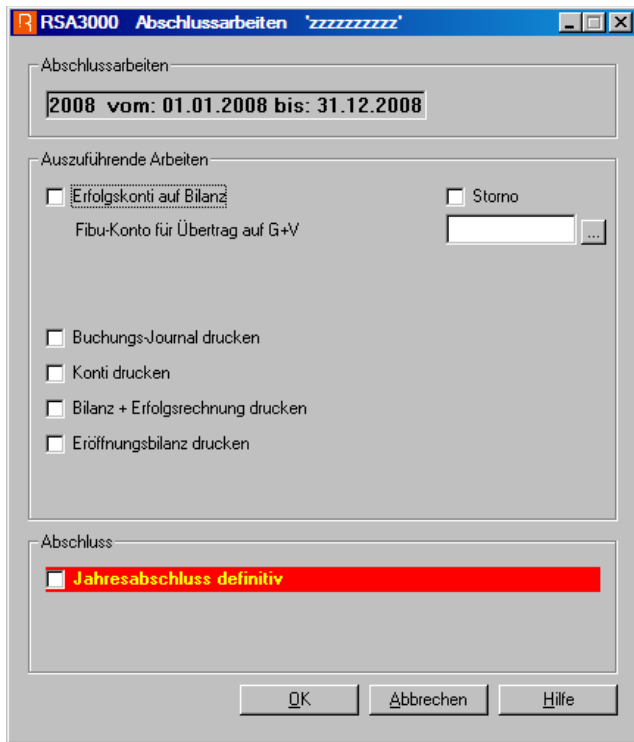 RSA3000 Abschlussarbeiten 'zzzzzzzzzz'
Abschlussarbeiten
2008 vom: 01.01.2008 bis: 31.12.2008
Auszuführende Arbeiten
Erfolgskonti auf Bilanz Storno
Fibu-Konto für Übertrag auf G+V ...
Buchungs-Journal drucken
Konti drucken
Bilanz + Erfolgsrechnung drucken
Eröffnungsbilanz drucken
Abschluss
Jahresabschluss definitiv
OK Abbrechen Hilfe